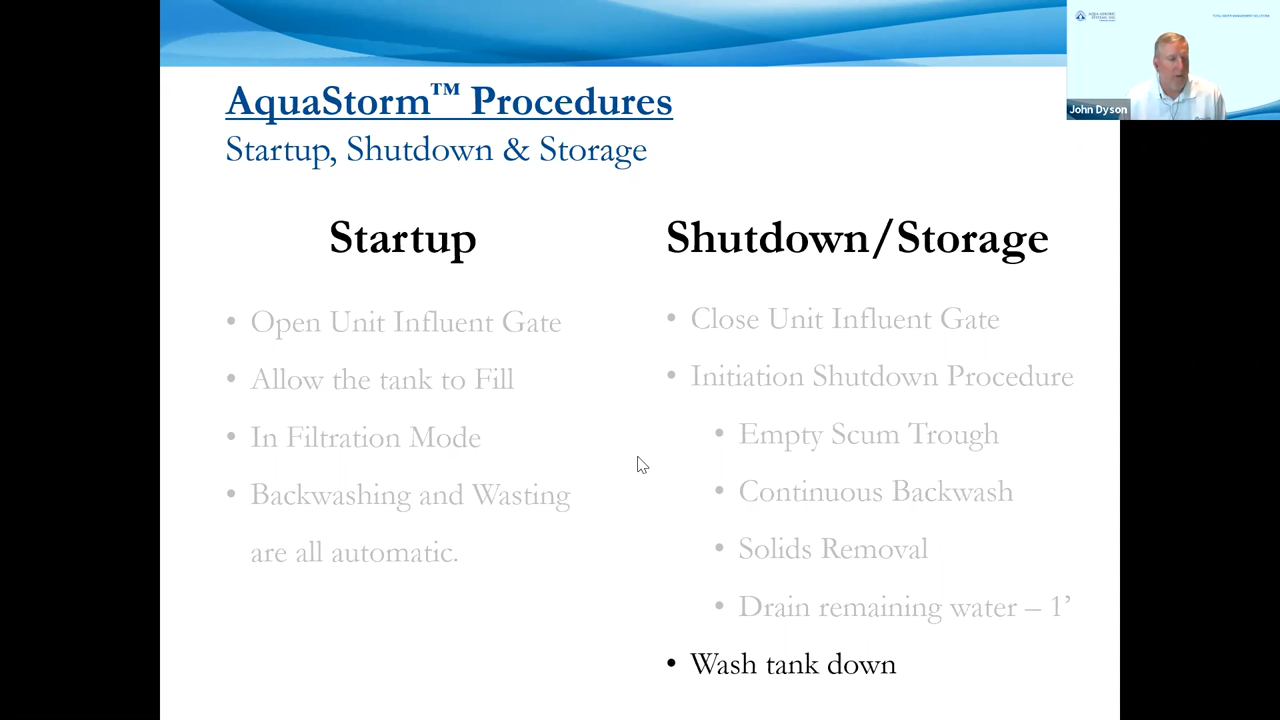 AquaStorm™ Procedures
Startup, Shutdown & Storage
Startup
• Open Unit Influent Gate
• Allow the tank to Fill
• In Filtration Mode
• Backwashing and Wasting
are all automatic.
Shutdown/Storage
• Close Unit Influent Gate
• Initiation Shutdown Procedure
• Empty Scum Trough
• Continuous Backwash
• Solids Removal
• Drain remaining water – 1’
• Wash tank down
John Dyson